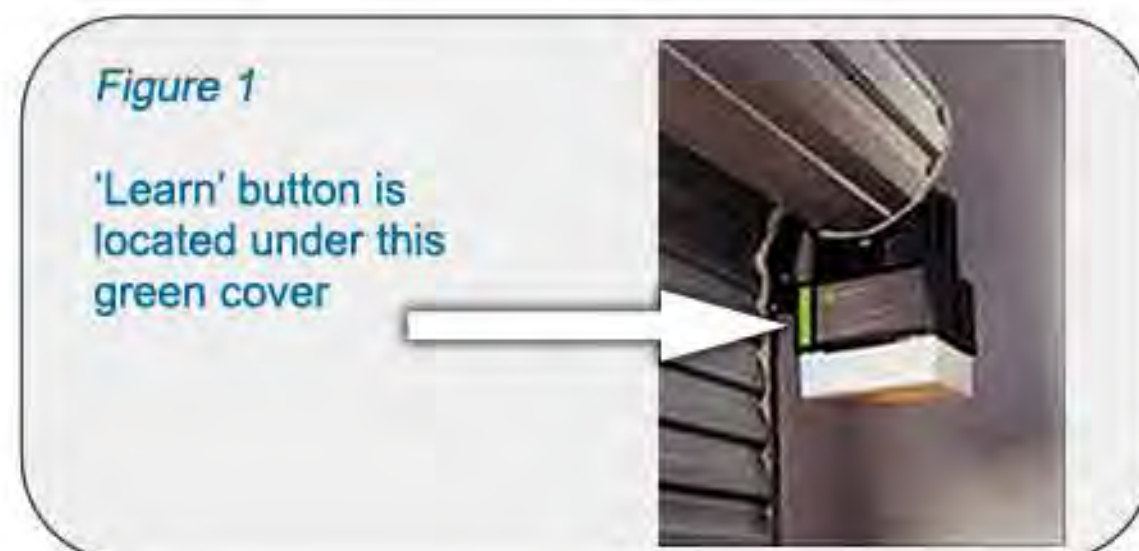 Figure 1
‘Learn’ button is
located under this
green cover